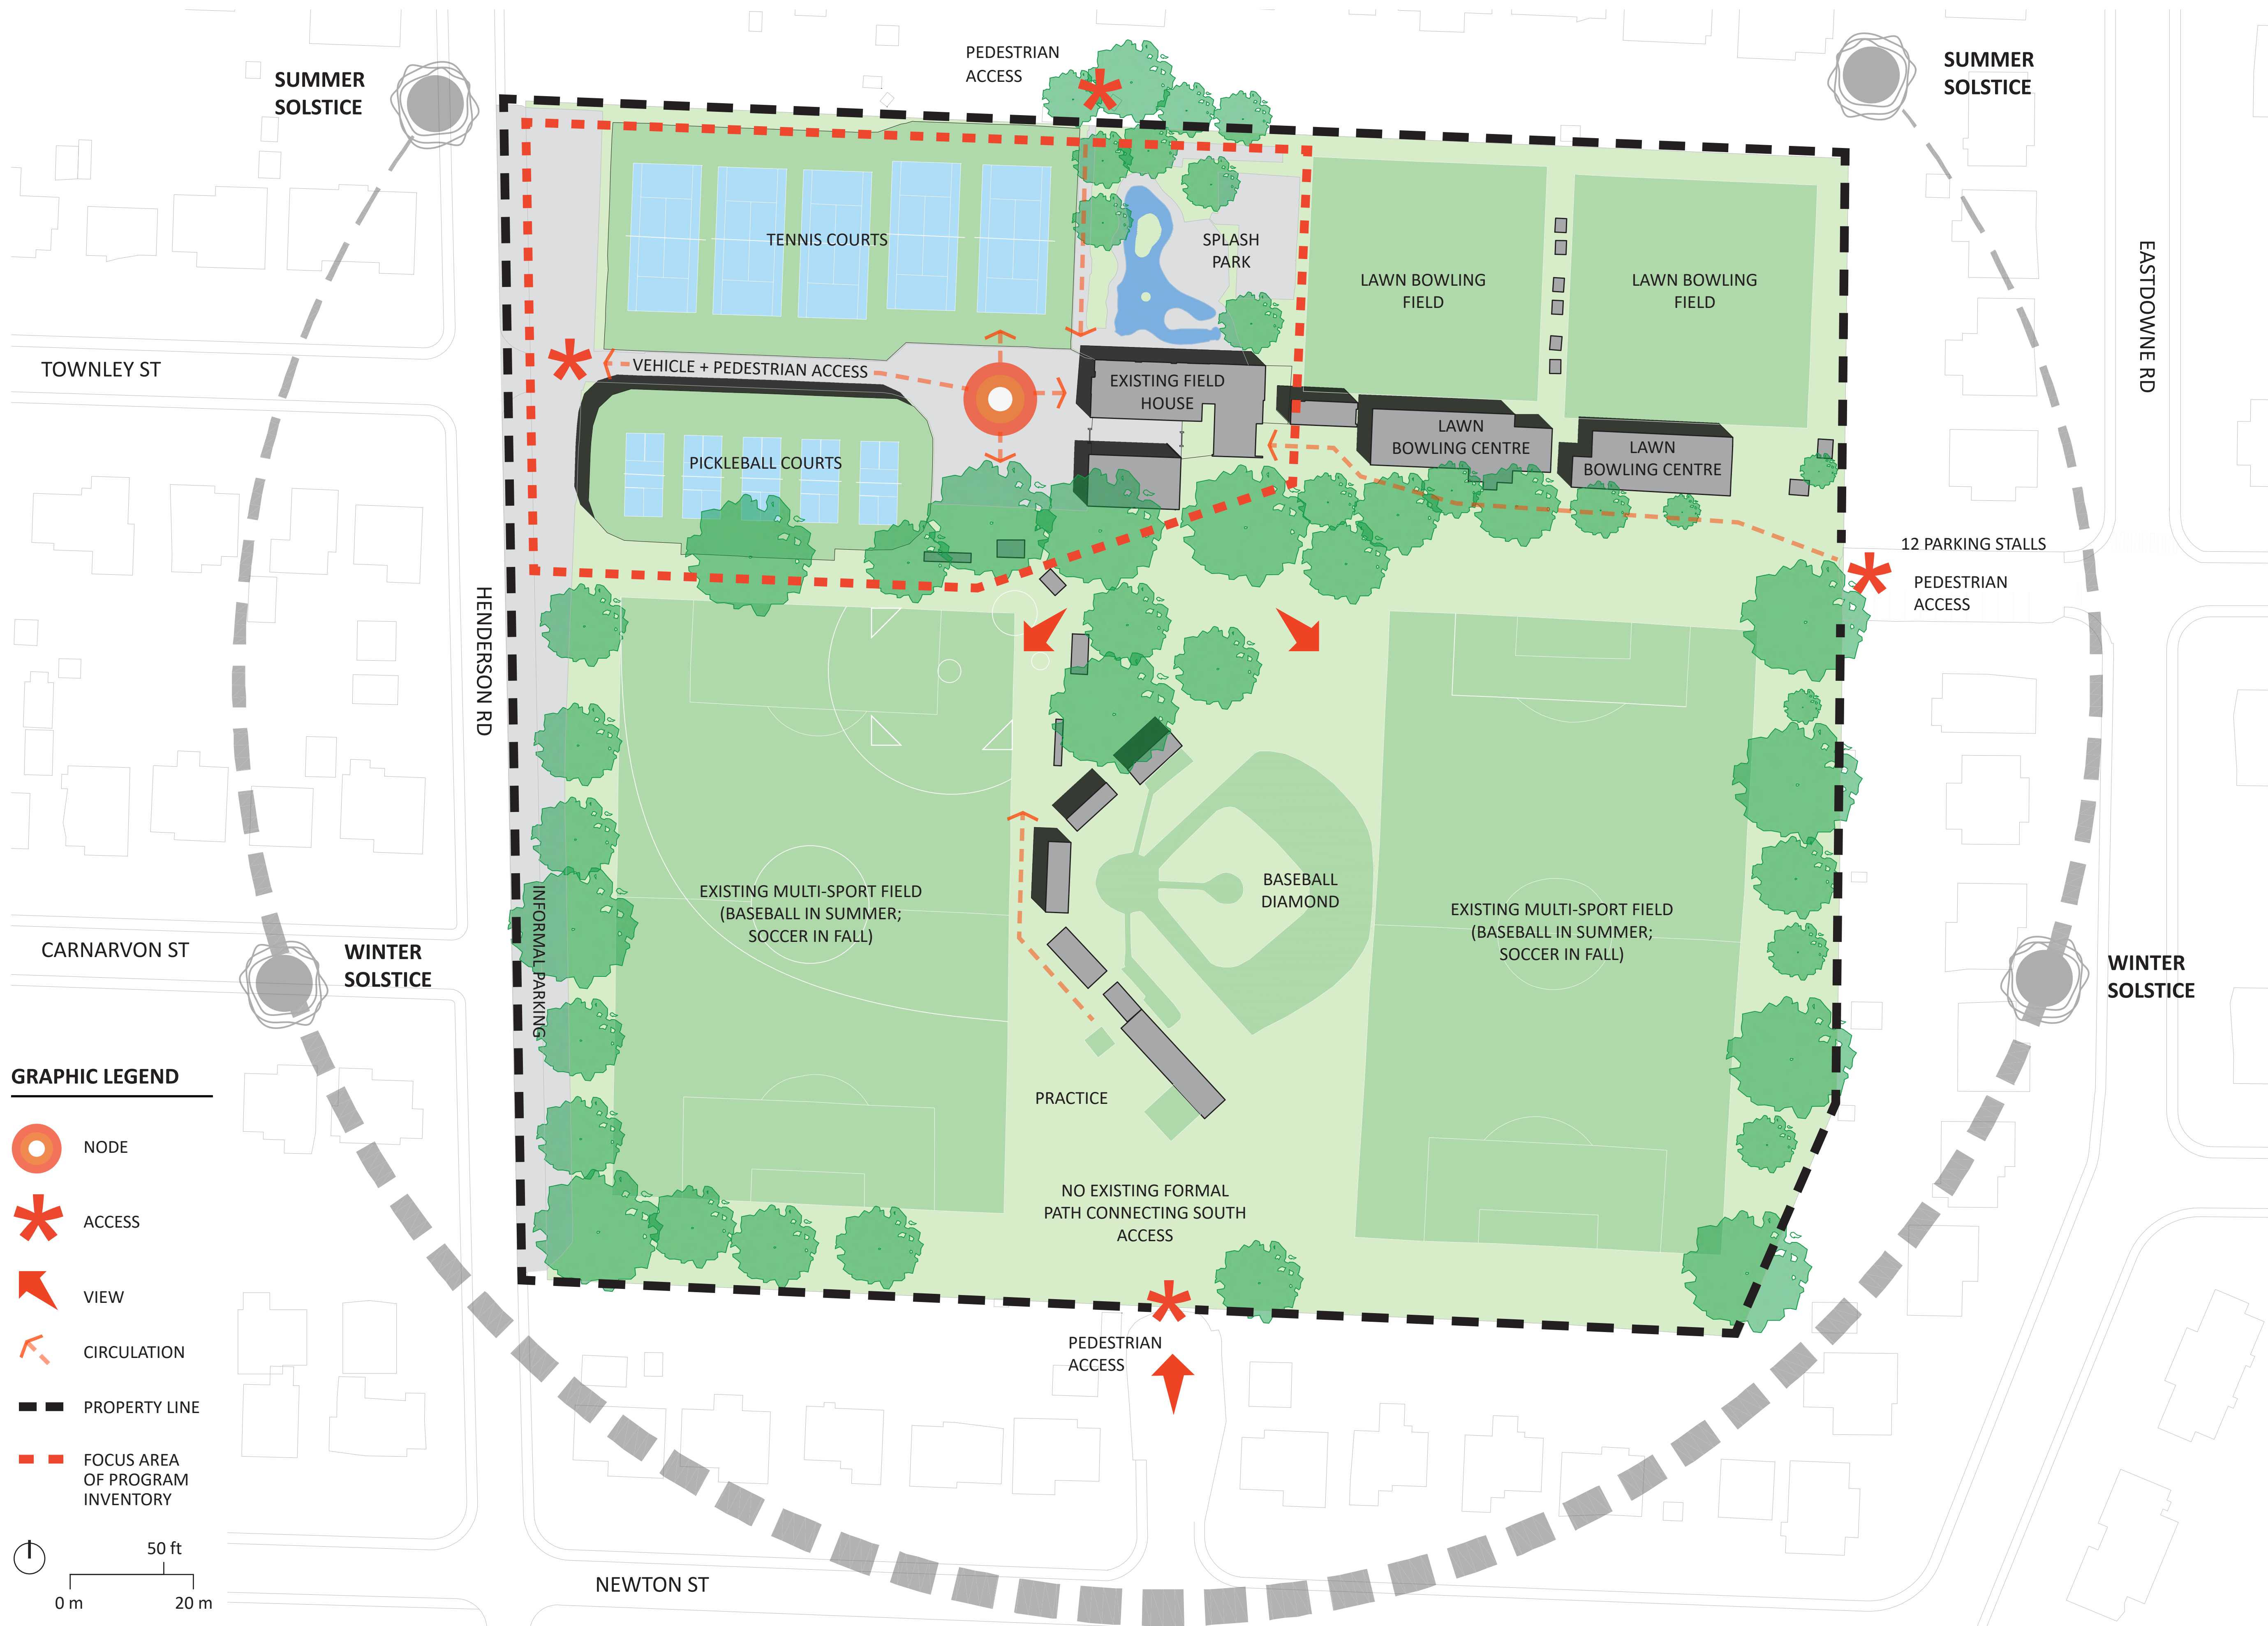 PEDESTRIAN
ACCESS
SUMMER
SOLSTICE
SUMMER
SOLSTICE
TENNIS COURTS
SPLASH
PARK
LAWN BOWLING
FIELD
LAWN BOWLING
FIELD
EASTDOWNE RD
TOWNLEY ST
VEHICLE + PEDESTRIAN ACCESS
EXISTING FIELD
HOUSE
PICKLEBALL COURTS
LAWN
BOWLING CENTRE
LAWN
BOWLING CENTRE
12 PARKING STALLS
PEDESTRIAN
ACCESS
HENDERSON RD
INFORMAL PARKING
EXISTING MULTI-SPORT FIELD
(BASEBALL IN SUMMER;
SOCCER IN FALL)
BASEBALL
DIAMOND
EXISTING MULTI-SPORT FIELD
(BASEBALL IN SUMMER;
SOCCER IN FALL)
CARNARVON ST
WINTER
SOLSTICE
WINTER
SOLSTICE
PRACTICE
NO EXISTING FORMAL
PATH CONNECTING SOUTH
ACCESS
PEDESTRIAN
ACCESS
GRAPHIC LEGEND
NODE
ACCESS
VIEW
CIRCULATION
PROPERTY LINE
FOCUS AREA
OF PROGRAM
INVENTORY
50 ft
0 m
20 m
NEWTON ST